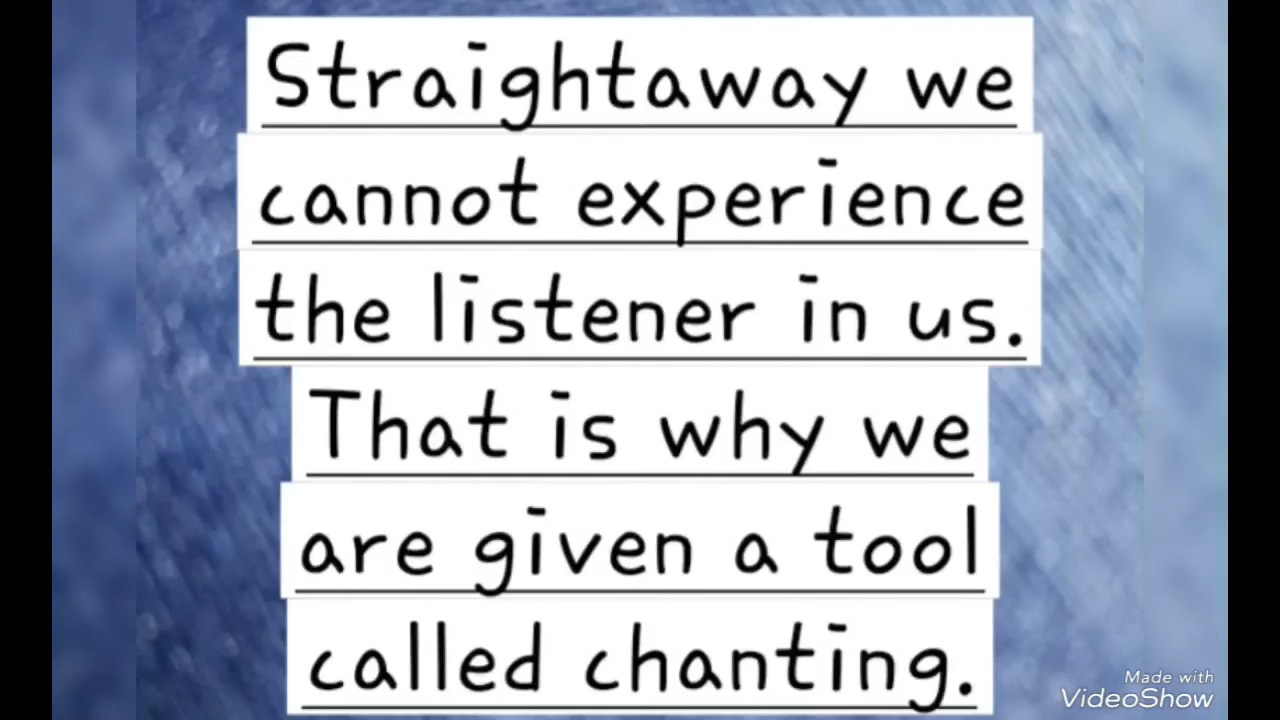 Straightaway we
cannot experience
the listener in us.
That is why we
are given a tool
called chanting.
Made with
VideoShow